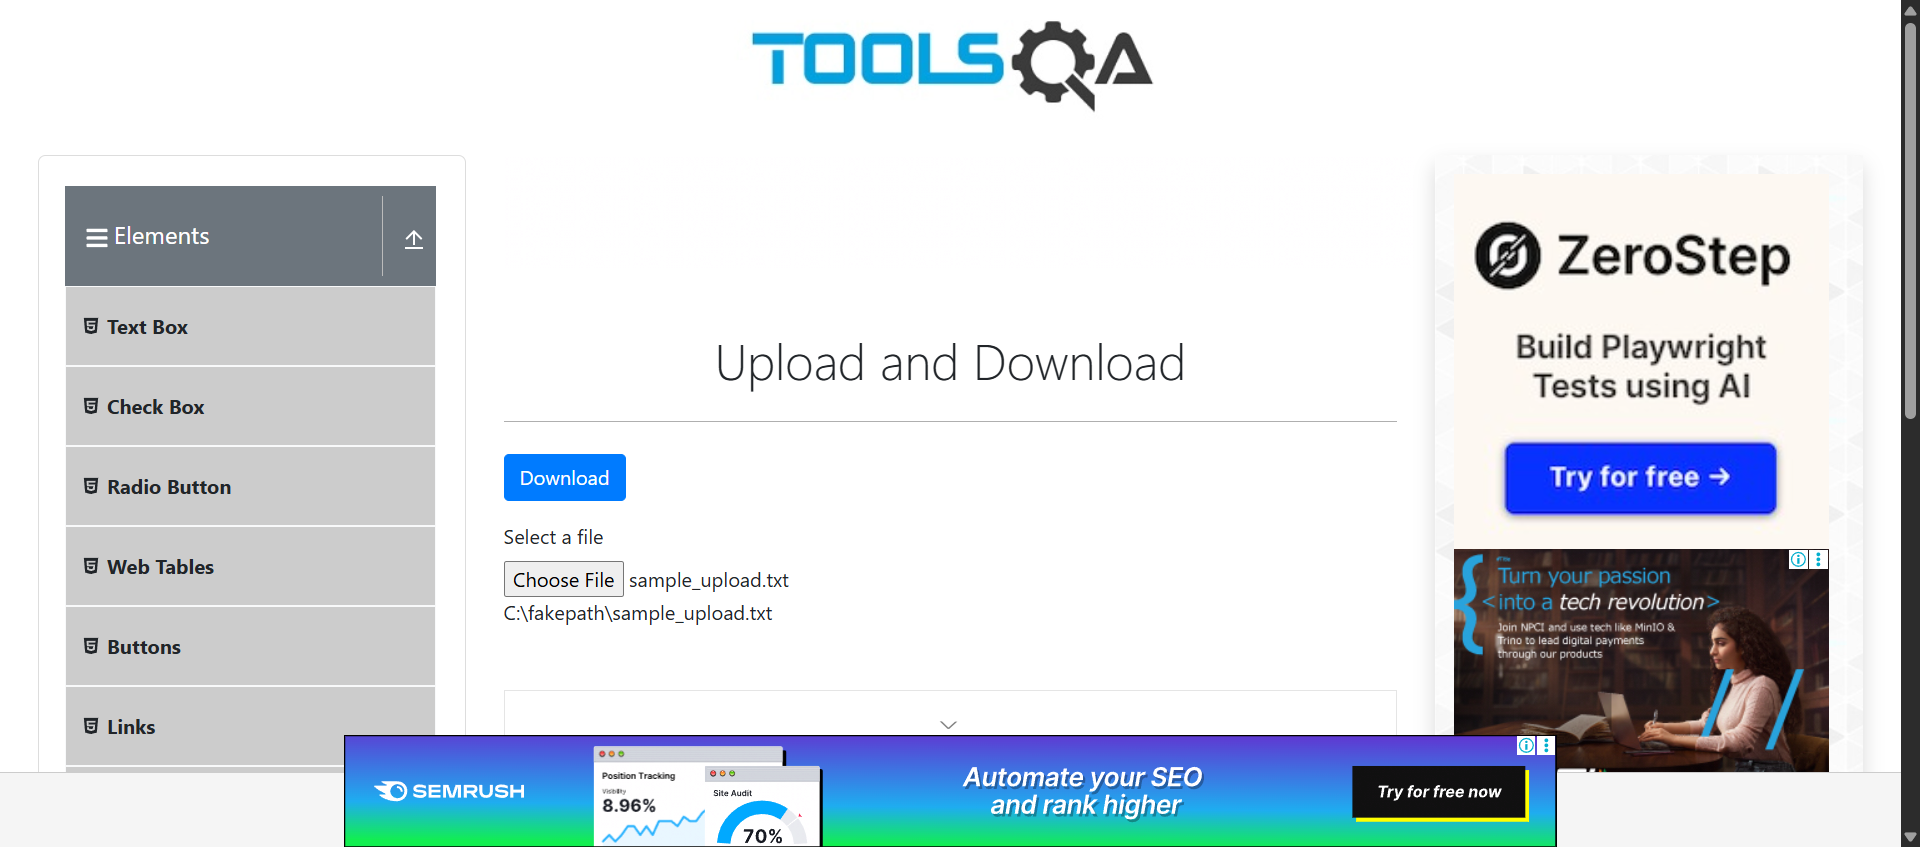 TOOLSQA
Elements
Text Box
Check Box
Radio Button
Web Tables
Buttons
Links
Upload and Download
Download
Select a file
Choose File sample_upload.txt
C:\fakepath\sample_upload.txt
ZeroStep
Build Playwright
Tests using AI
Try for free →
Turn your passion
<into a tech revolution>
Join NPCI and use tech like MinIO &
Trino to lead digital payments
through our products
SEMRUSH
Position Tracking
Visibility
8.96%
Site Audit
70%
Automate your SEO
and rank higher
Try for free now